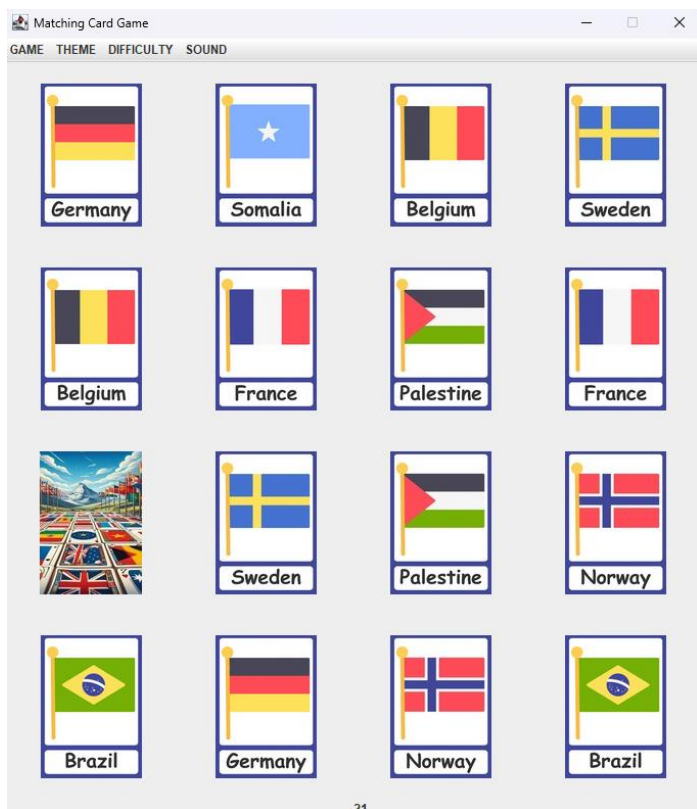 Matching Card Game
GAME THEME DIFFICULTY SOUND
Germany Somalia Belgium Sweden
Belgium France Palestine France
Sweden Palestine Norway
Brazil Germany Norway Brazil